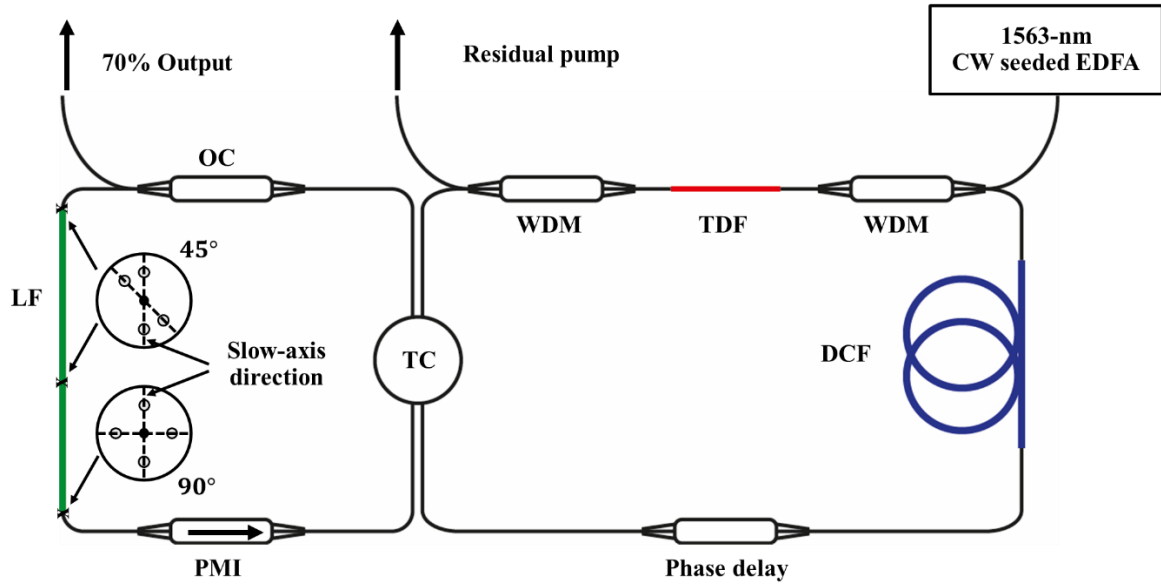 1563-nm
CW seeded EDFA
70% Output
Residual pump
OC
WDM
TDF
WDM
45°
LF
Slow-axis
direction
TC
DCF
90°
PMI
Phase delay